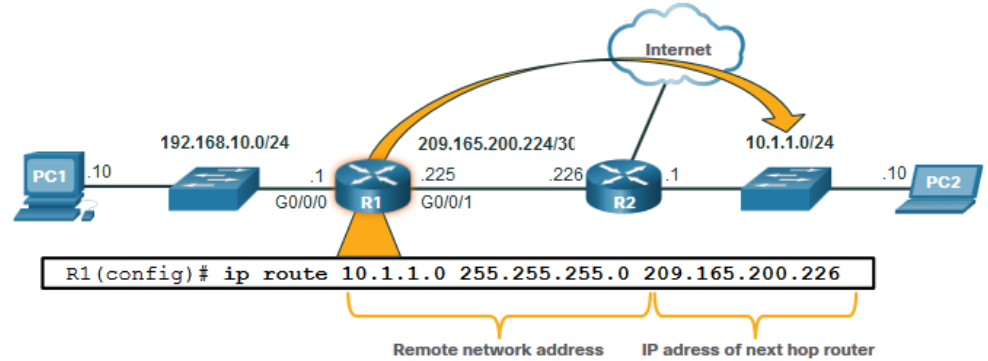 Internet
192.168.10.0/24
209.165.200.224/30
10.1.1.0/24
PC1
.10
.1
.225
.226
.1
.10
PC2
G0/0/0
R1
G0/0/1
R2
R1(config)# ip route 10.1.1.0 255.255.255.0 209.165.200.226
Remote network address
IP adress of next hop router